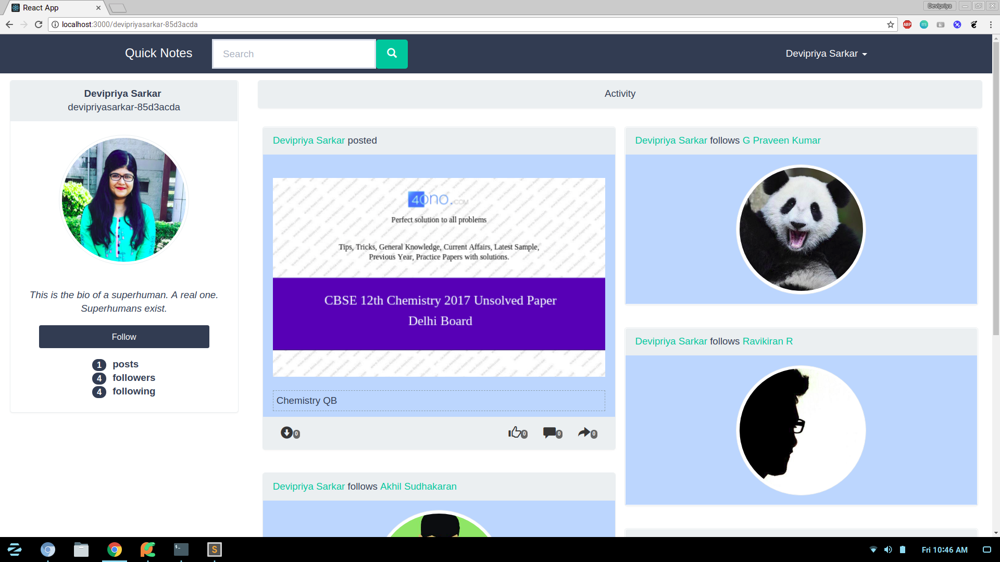 React App
Devipriya
localhost:3000/devipriyasarkar-85d3acda
ABP
m
Quick Notes
Search
Devipriya Sarkar
Devipriya Sarkar
devipriyasarkar-85d3acda
This is the bio of a superhuman. A real one.
Superhumans exist.
Follow
1 posts
4 followers
4 following
Activity
Devipriya Sarkar posted
4ono.COM
Perfect solution to all problems
Tips, Tricks, General Knowledge, Current Affairs, Latest Sample,
Previous Year, Practice Papers with solutions.
CBSE 12th Chemistry 2017 Unsolved Paper
Delhi Board
Chemistry QB
0
0
0
0
Devipriya Sarkar follows Akhil Sudhakaran
Devipriya Sarkar follows G Praveen Kumar
Devipriya Sarkar follows Ravikiran R
$_
S
Fri 10:46 AM